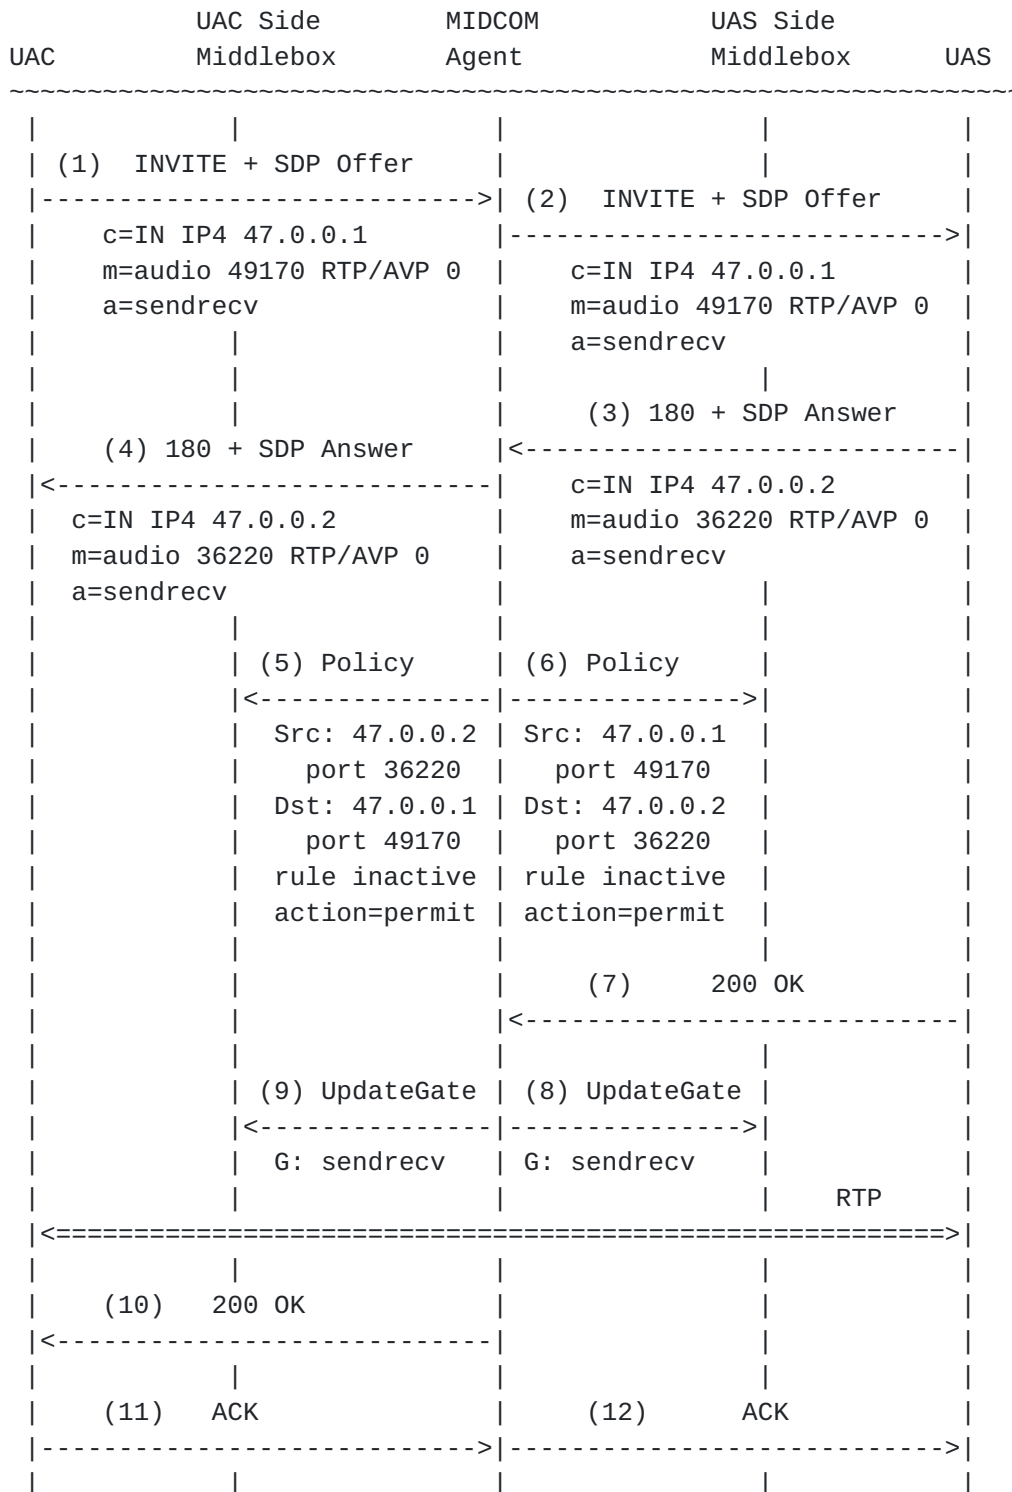 UAC Side        MIDCOM           UAS Side
UAC         Middlebox       Agent            Middlebox      UAS
~~~~~~~~~~~~~~~~~~~~~~~~~~~~~~~~~~~~~~~~~~~~~~~~~~~~~~~~~~~~~~~~~
 |            |                |                |            |
 | (1)  INVITE + SDP Offer     |                |            |
 |---------------------------->| (2)  INVITE + SDP Offer     |
 |    c=IN IP4 47.0.0.1        |---------------------------->|
 |    m=audio 49170 RTP/AVP 0  |    c=IN IP4 47.0.0.1        |
 |    a=sendrecv               |    m=audio 49170 RTP/AVP 0  |
 |            |                |    a=sendrecv               |
 |            |                |                |            |
 |            |                |     (3) 180 + SDP Answer    |
 |    (4) 180 + SDP Answer     |<----------------------------|
 |<----------------------------|    c=IN IP4 47.0.0.2        |
 |  c=IN IP4 47.0.0.2          |    m=audio 36220 RTP/AVP 0  |
 |  m=audio 36220 RTP/AVP 0    |    a=sendrecv               |
 |  a=sendrecv                 |                |            |
 |            |                |                |            |
 |            | (5) Policy     | (6) Policy     |            |
 |            |<---------------|--------------->|            |
 |            |  Src: 47.0.0.2 | Src: 47.0.0.1  |            |
 |            |    port 36220  |   port 49170   |            |
 |            |  Dst: 47.0.0.1 | Dst: 47.0.0.2  |            |
 |            |    port 49170  |   port 36220   |            |
 |            |  rule inactive | rule inactive  |            |
 |            |  action=permit | action=permit  |            |
 |            |                |                |            |
 |            |                |     (7)     200 OK          |
 |            |                |<----------------------------|
 |            |                |                |            |
 |            | (9) UpdateGate | (8) UpdateGate |            |
 |            |<---------------|--------------->|            |
 |            |  G: sendrecv   | G: sendrecv    |            |
 |            |                |                |    RTP     |
 |<=========================================================>|
 |            |                |                |            |
 |    (10)   200 OK            |                |            |
 |<----------------------------|                |            |
 |            |                |                |            |
 |    (11)   ACK               |     (12)      ACK           |
 |---------------------------->|---------------------------->|
 |            |                |                |            |